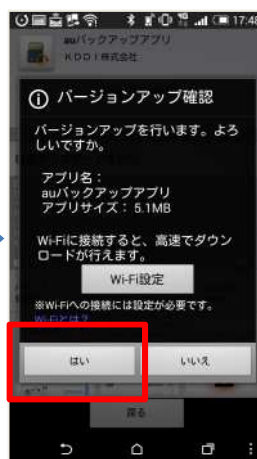 17:48
auバックアップアプリ
KDDI株式会社
バージョンアップ確認
バージョンアップを行います。よろ
しいですか。
アプリ名：
auバックアップアプリ
アプリサイズ：5.1MB
Wi-Fiに接続すると、高速でダウン
ロードが行えます。
Wi-Fi設定
※Wi-Fiへの接続には設定が必要です。
Wi-Fiとは？
はい
いいえ
戻る